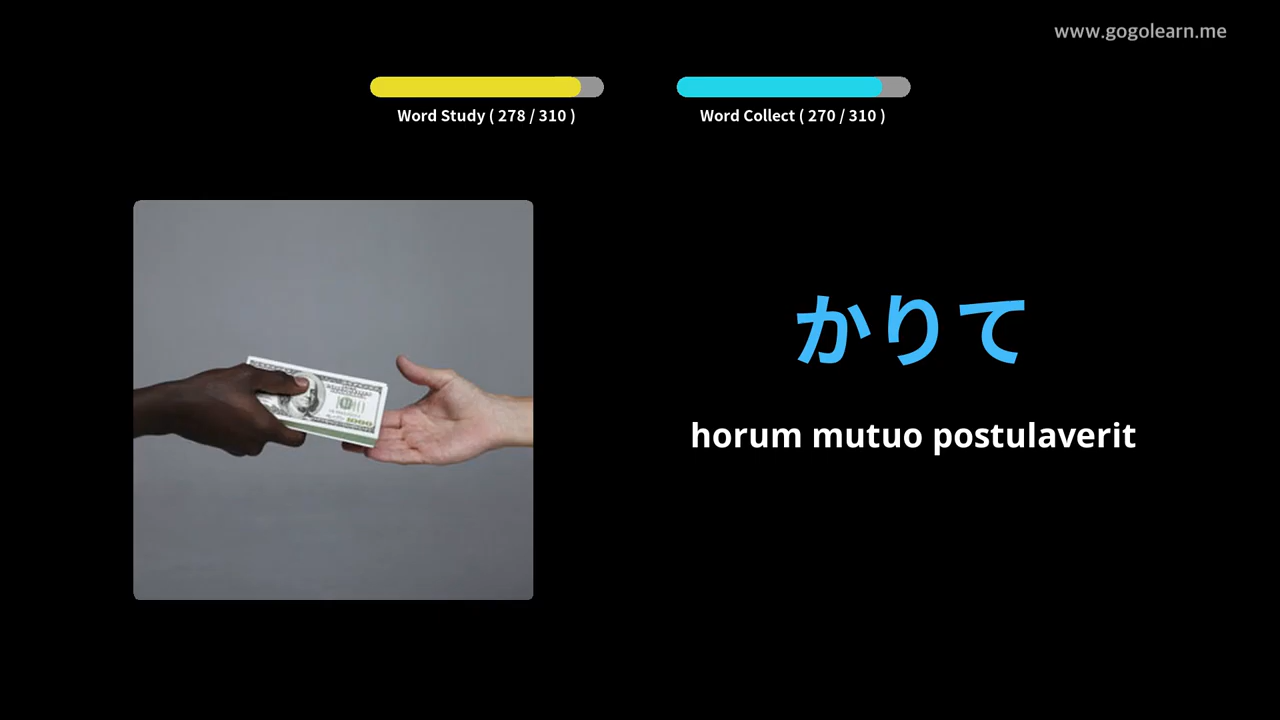 www.gogolearn.me
Word Study ( 278 / 310 )
Word Collect ( 270 / 310 )
かりて
horum mutuo postulaverit